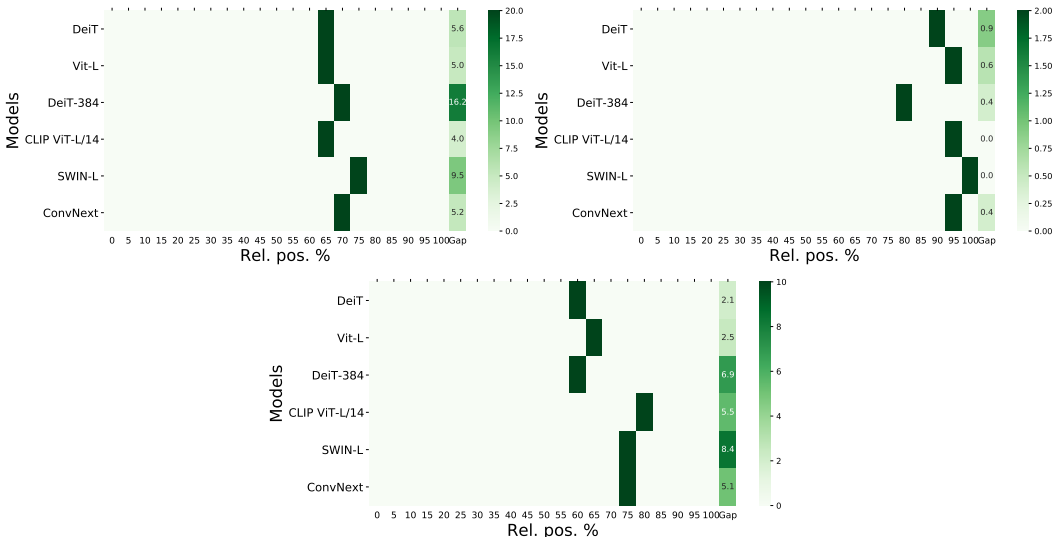 DeiT
Vit-L
DeiT-384
CLIP ViT-L/14
SWIN-L
ConvNext
Models
5.6
5.0
16.2
4.0
9.5
5.2
0 5 10 15 20 25 30 35 40 45 50 55 60 65 70 75 80 85 90 95 100 Gap
Rel. pos. %
20.0
17.5
15.0
12.5
10.0
7.5
5.0
2.5
0.0
DeiT
Vit-L
DeiT-384
CLIP ViT-L/14
SWIN-L
ConvNext
Models
0.9
0.6
0.4
0.0
0.0
0.4
0 5 10 15 20 25 30 35 40 45 50 55 60 65 70 75 80 85 90 95 100 Gap
Rel. pos. %
2.00
1.75
1.50
1.25
1.00
0.75
0.50
0.25
0.00
DeiT
Vit-L
DeiT-384
CLIP ViT-L/14
SWIN-L
ConvNext
Models
2.1
2.5
6.9
5.5
8.4
5.1
0 5 10 15 20 25 30 35 40 45 50 55 60 65 70 75 80 85 90 95 100 Gap
Rel. pos. %
10
8
6
4
2
0